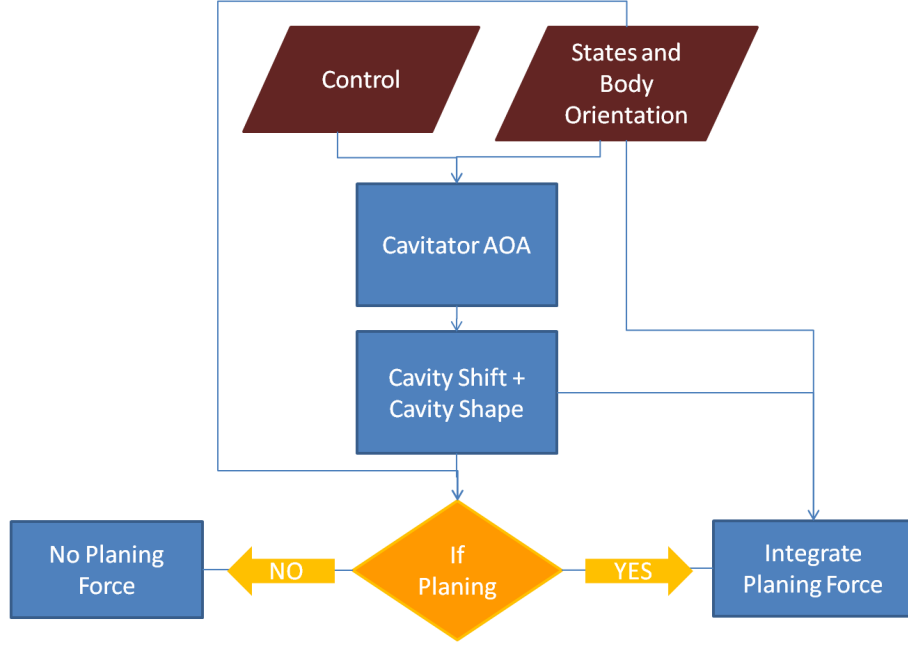 Control
States and
Body
Orientation
Cavitator AOA
Cavity Shift +
Cavity Shape
No Planing
Force
NO
If
Planing
YES
Integrate
Planing Force